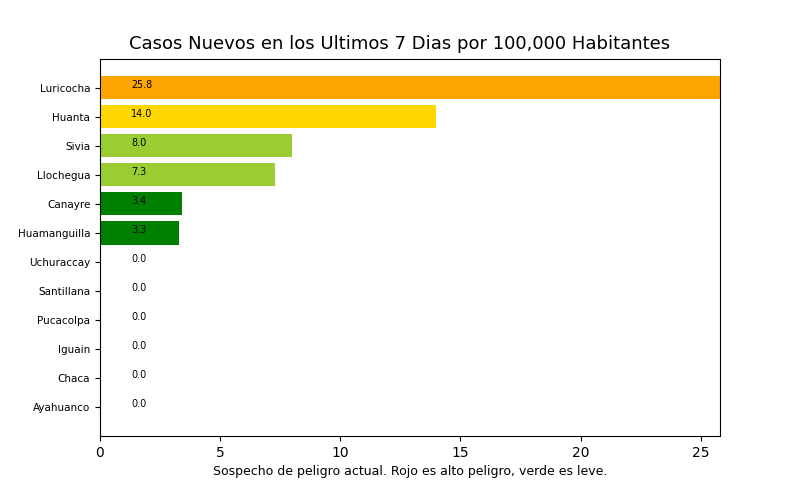 Casos Nuevos en los Ultimos 7 Dias por 100,000 Habitantes
Luricocha 25.8
Huanta 14.0
Sivia 8.0
Llochegua 7.3
Canayre 3.4
Huamanguilla 3.3
Uchuraccay 0.0
Santillana 0.0
Pucacolpa 0.0
Iguain 0.0
Chaca 0.0
Ayahuanco 0.0
0 5 10 15 20 25
Sospecho de peligro actual. Rojo es alto peligro, verde es leve.